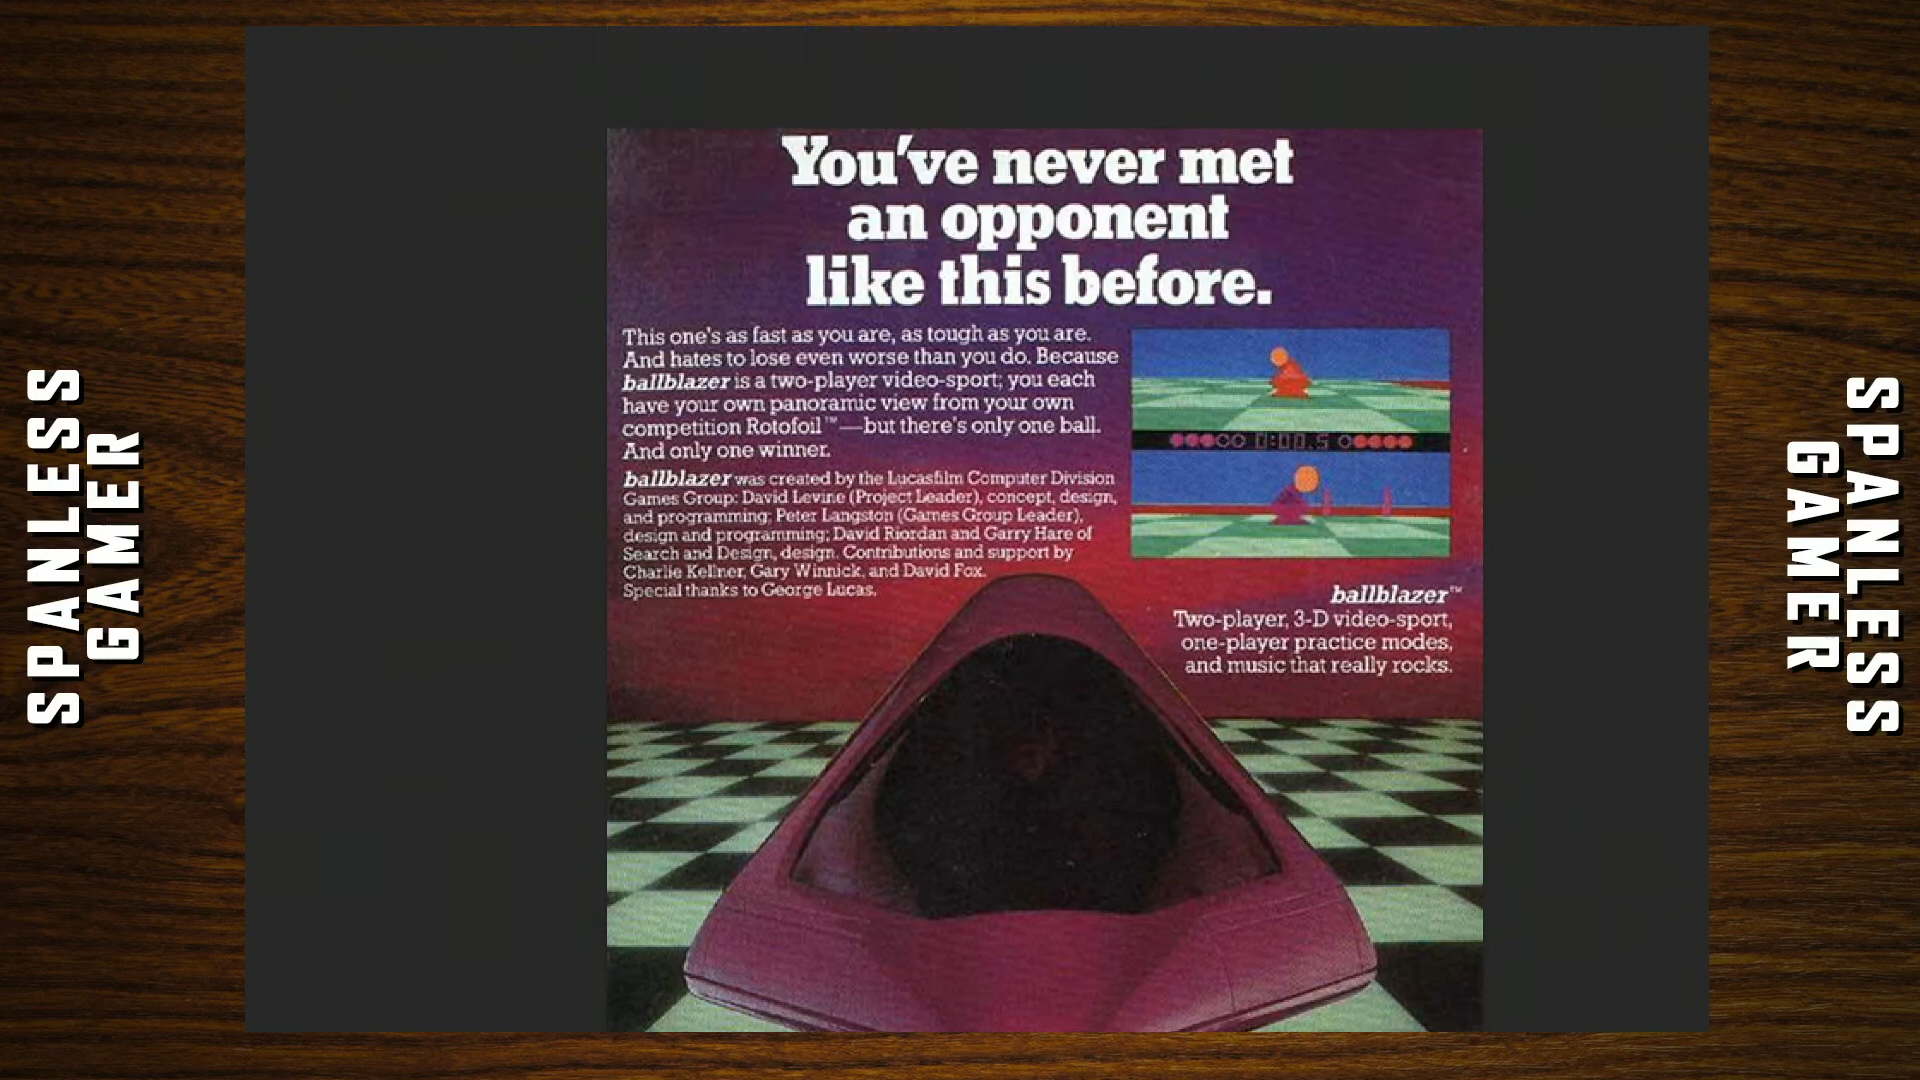 SPANLESS
GAMER
You've never met
an opponent
like this before.
This one's as fast as you are, as tough as you are.
And hates to lose even worse than you do. Because
ballblazer is a two-player video-sport; you each
have your own panoramic view from your own
competition Rotofoil™—but there's only one ball.
And only one winner.
ballblazer was created by the Lucasfilm Computer Division
Games Group: David Levine (Project Leader), concept, design,
and programming; Peter Langston (Games Group Leader),
design and programming; David Riordan and Garry Hare of
Search and Design, design. Contributions and support by
Charlie Kellner, Gary Winnick, and David Fox.
Special thanks to George Lucas.
0:00.5
ballblazer™
Two-player, 3-D video-sport,
one-player practice modes,
and music that really rocks.
SPANLESS
GAMER